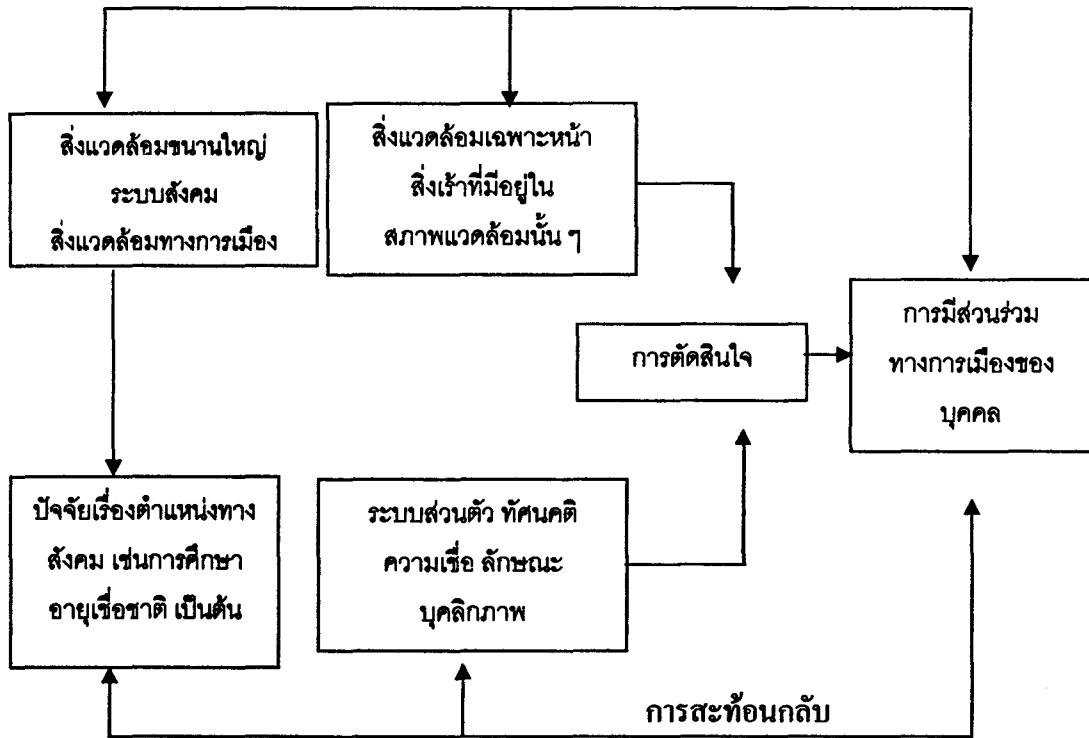 สิ่งแวดล้อมขนานใหญ่
ระบบสังคม
สิ่งแวดล้อมทางการเมือง
สิ่งแวดล้อมเฉพาะหน้า
สิ่งเร้าที่มีอยู่ใน
สภาพแวดล้อมนั้น ๆ
การตัดสินใจ
การมีส่วนร่วม
ทางการเมืองของ
บุคคล
ปัจจัยเรื่องตำแหน่งทาง
สังคม เช่นการศึกษา
อายุเชื่อชาติ เป็นต้น
ระบบส่วนตัว ทัศนคติ
ความเชื่อ ลักษณะ
บุคลิกภาพ
การสะท้อนกลับ